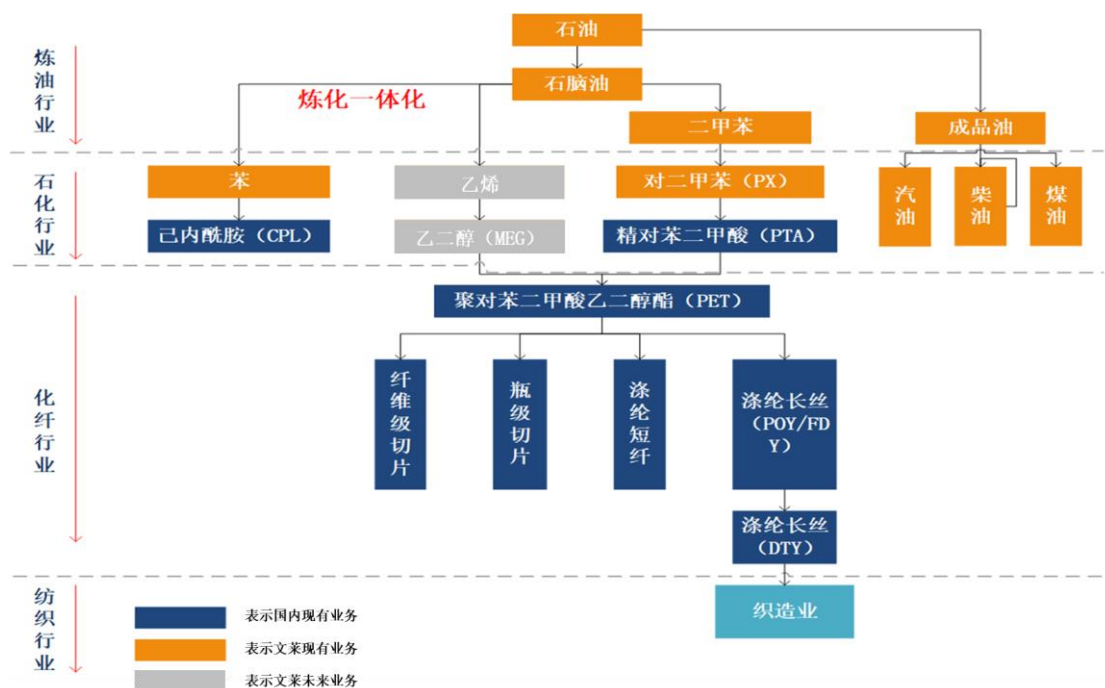 炼油行业
石油
石脑油
炼化一体化
二甲苯
成品油
石化行业
苯
乙烯
对二甲苯（PX）
汽油
柴油
煤油
己内酰胺（CPL）
乙二醇（MEG）
精对苯二甲酸（PTA）
化纤行业
聚对苯二甲酸乙二醇酯（PET）
纤维级切片
瓶级切片
涤纶短纤
涤纶长丝
（POY/FD
Y）
涤纶长丝
（DTY）
纺织行业
织造业
表示国内现有业务
表示文莱现有业务
表示文莱未来业务